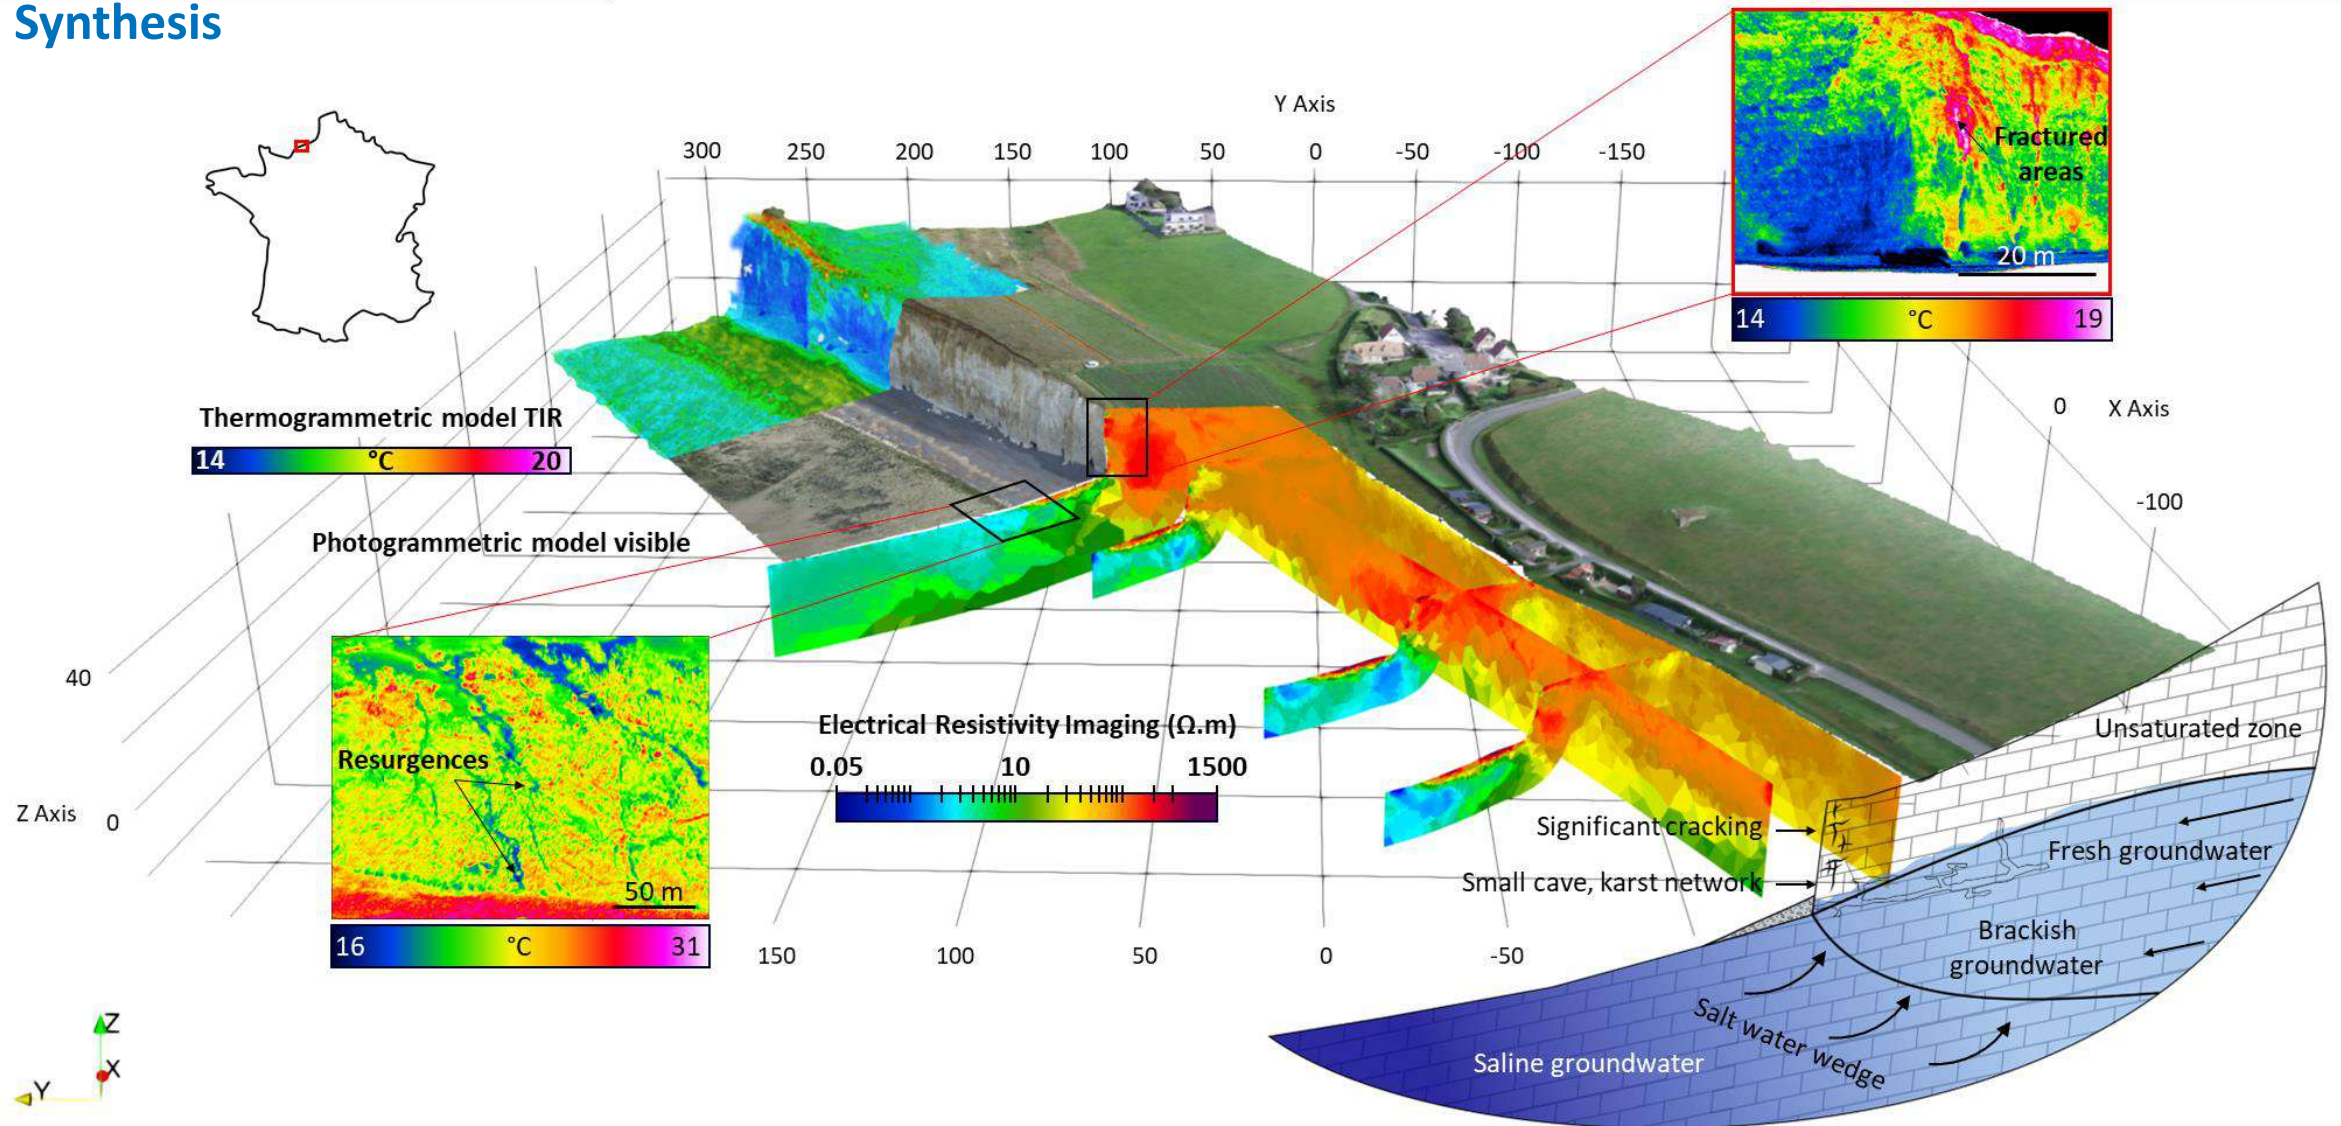 Synthesis
Y Axis
300 250 200 150 100 50 0 -50 -100 -150
Fractured
areas
20 m
14 °C 19
0 X Axis
-100
Thermogrammetric model TIR
14 °C 20
Photogrammetric model visible
40
Z Axis 0
Resurgences
50 m
16 °C 31
Electrical Resistivity Imaging (Ω.m)
0.05 10 1500
Unsaturated zone
Significant cracking
Fresh groundwater
Small cave, karst network
Brackish
groundwater
150 100 50 0 -50
Salt water wedge
Saline groundwater
Z
X
Y